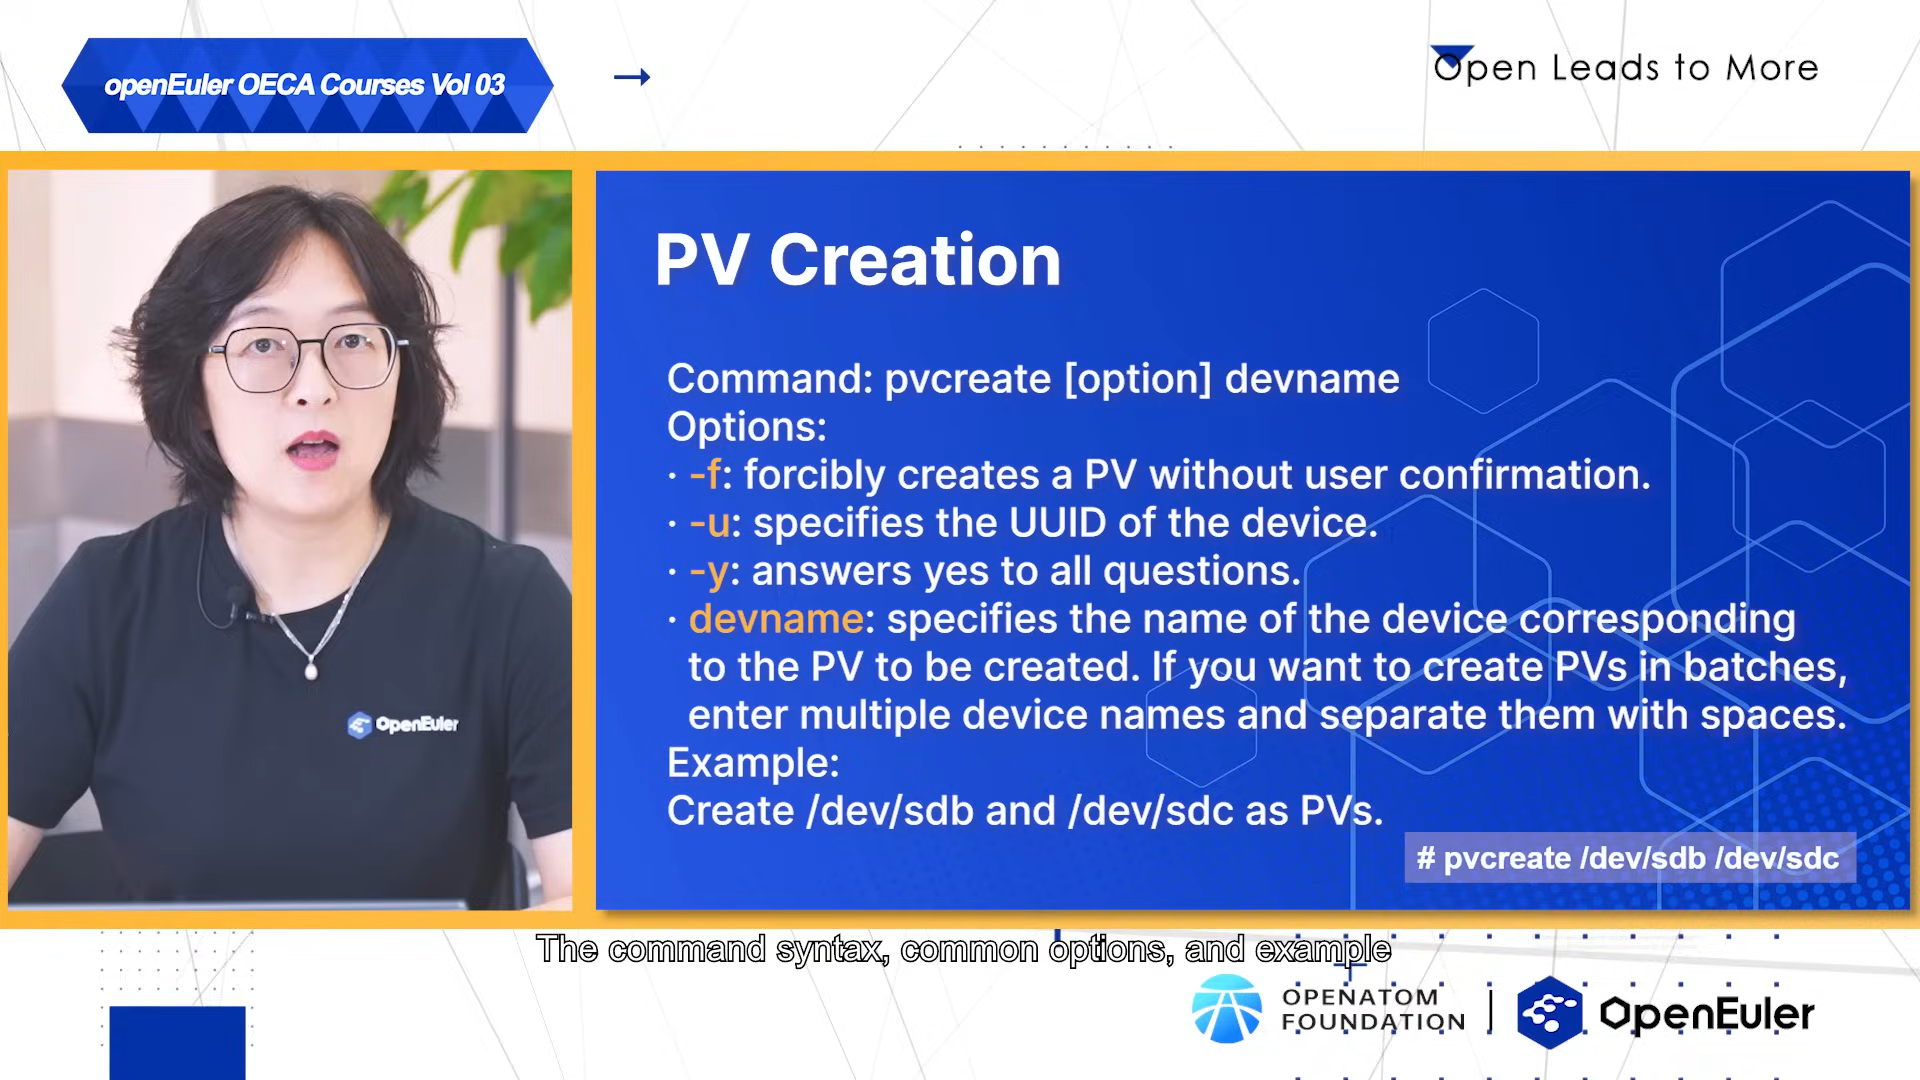 openEuler OECA Courses Vol 03
Open Leads to More
PV Creation
Command: pvcreate [option] devname
Options:
· -f: forcibly creates a PV without user confirmation.
· -u: specifies the UUID of the device.
· -y: answers yes to all questions.
· devname: specifies the name of the device corresponding
to the PV to be created. If you want to create PVs in batches,
enter multiple device names and separate them with spaces.
Example:
Create /dev/sdb and /dev/sdc as PVs.
# pvcreate /dev/sdb /dev/sdc
OpenEuler
The command syntax, common options, and example
OPENATOM
FOUNDATION
OpenEuler